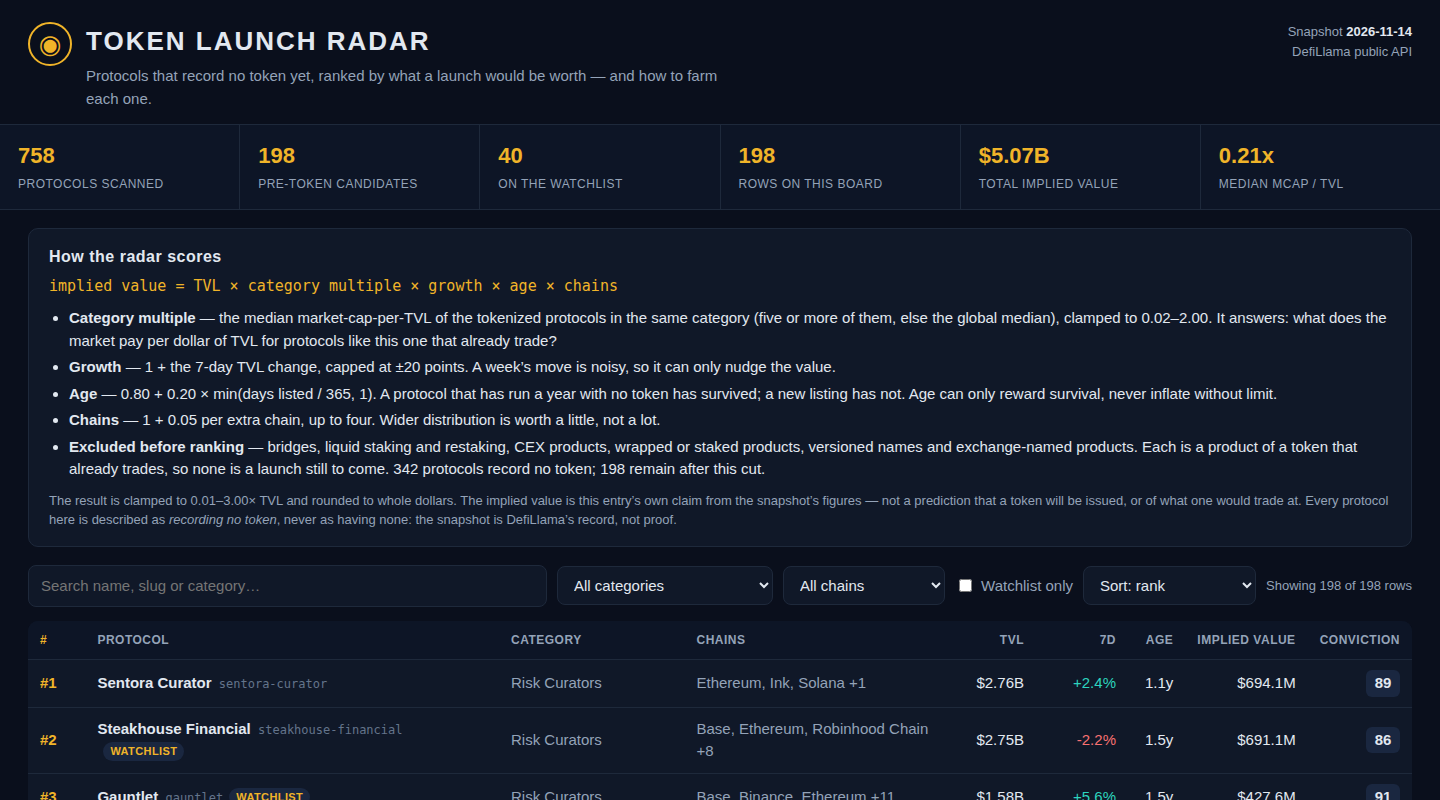 TOKEN LAUNCH RADAR
Protocols that record no token yet, ranked by what a launch would be worth — and how to farm
each one.
Snapshot 2026-11-14
DefiLlama public API
758
PROTOCOLS SCANNED
198
PRE-TOKEN CANDIDATES
40
ON THE WATCHLIST
198
ROWS ON THIS BOARD
$5.07B
TOTAL IMPLIED VALUE
0.21x
MEDIAN MCAP / TVL
How the radar scores
implied value = TVL × category multiple × growth × age × chains
• Category multiple — the median market-cap-per-TVL of the tokenized protocols in the same category (five or more of them, else the global median), clamped to 0.02–2.00. It answers: what does the
market pay per dollar of TVL for protocols like this one that already trade?
• Growth — 1 + the 7-day TVL change, capped at ±20 points. A week's move is noisy, so it can only nudge the value.
• Age — 0.80 + 0.20 × min(days listed / 365, 1). A protocol that has run a year with no token has survived; a new listing has not. Age can only reward survival, never inflate without limit.
• Chains — 1 + 0.05 per extra chain, up to four. Wider distribution is worth a little, not a lot.
• Excluded before ranking — bridges, liquid staking and restaking, CEX products, wrapped or staked products, versioned names and exchange-named products. Each is a product of a token that
already trades, so none is a launch still to come. 342 protocols record no token; 198 remain after this cut.
The result is clamped to 0.01–3.00× TVL and rounded to whole dollars. The implied value is this entry's own claim from the snapshot's figures — not a prediction that a token will be issued, or of what one would trade at. Every protocol
here is described as recording no token, never as having none: the snapshot is DefiLlama's record, not proof.
Search name, slug or category…
All categories
All chains
Watchlist only
Sort: rank
Showing 198 of 198 rows
# PROTOCOL CATEGORY CHAINS TVL 7D AGE IMPLIED VALUE CONVICTION
#1 Sentora Curator sentora-curator Risk Curators Ethereum, Ink, Solana +1 $2.76B +2.4% 1.1y $694.1M 89
#2 Steakhouse Financial steakhouse-financial WATCHLIST Risk Curators Base, Ethereum, Robinhood Chain +8 $2.75B -2.2% 1.5y $691.1M 86
#3 Gauntlet gauntlet WATCHLIST Risk Curators Base, Binance, Ethereum +11 $1.58B +5.6% 1.5y $427.6M 91